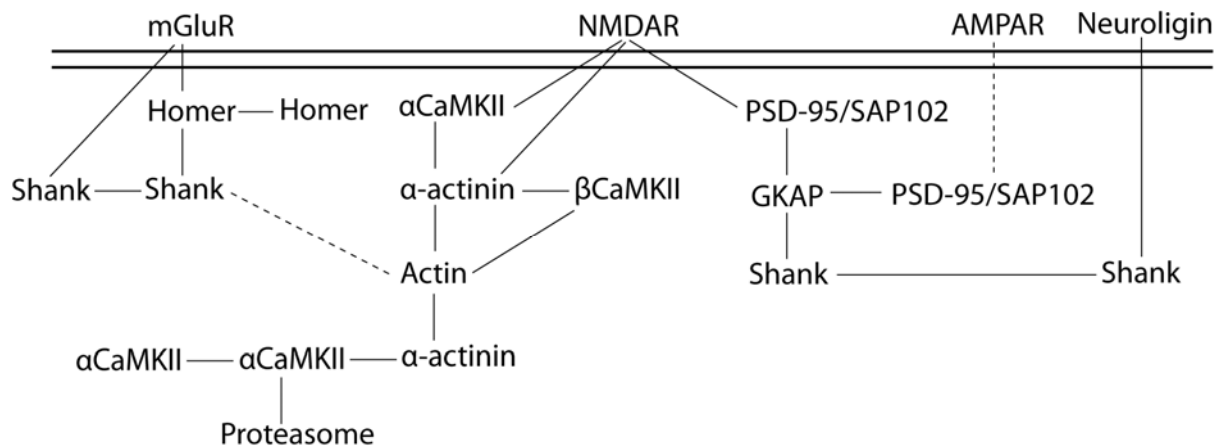 mGluR NMDAR AMPAR Neuroligin
Homer Homer αCaMKII PSD-95/SAP102
Shank Shank α-actinin βCaMKII GKAP PSD-95/SAP102
Actin Shank Shank
αCaMKII αCaMKII α-actinin
Proteasome